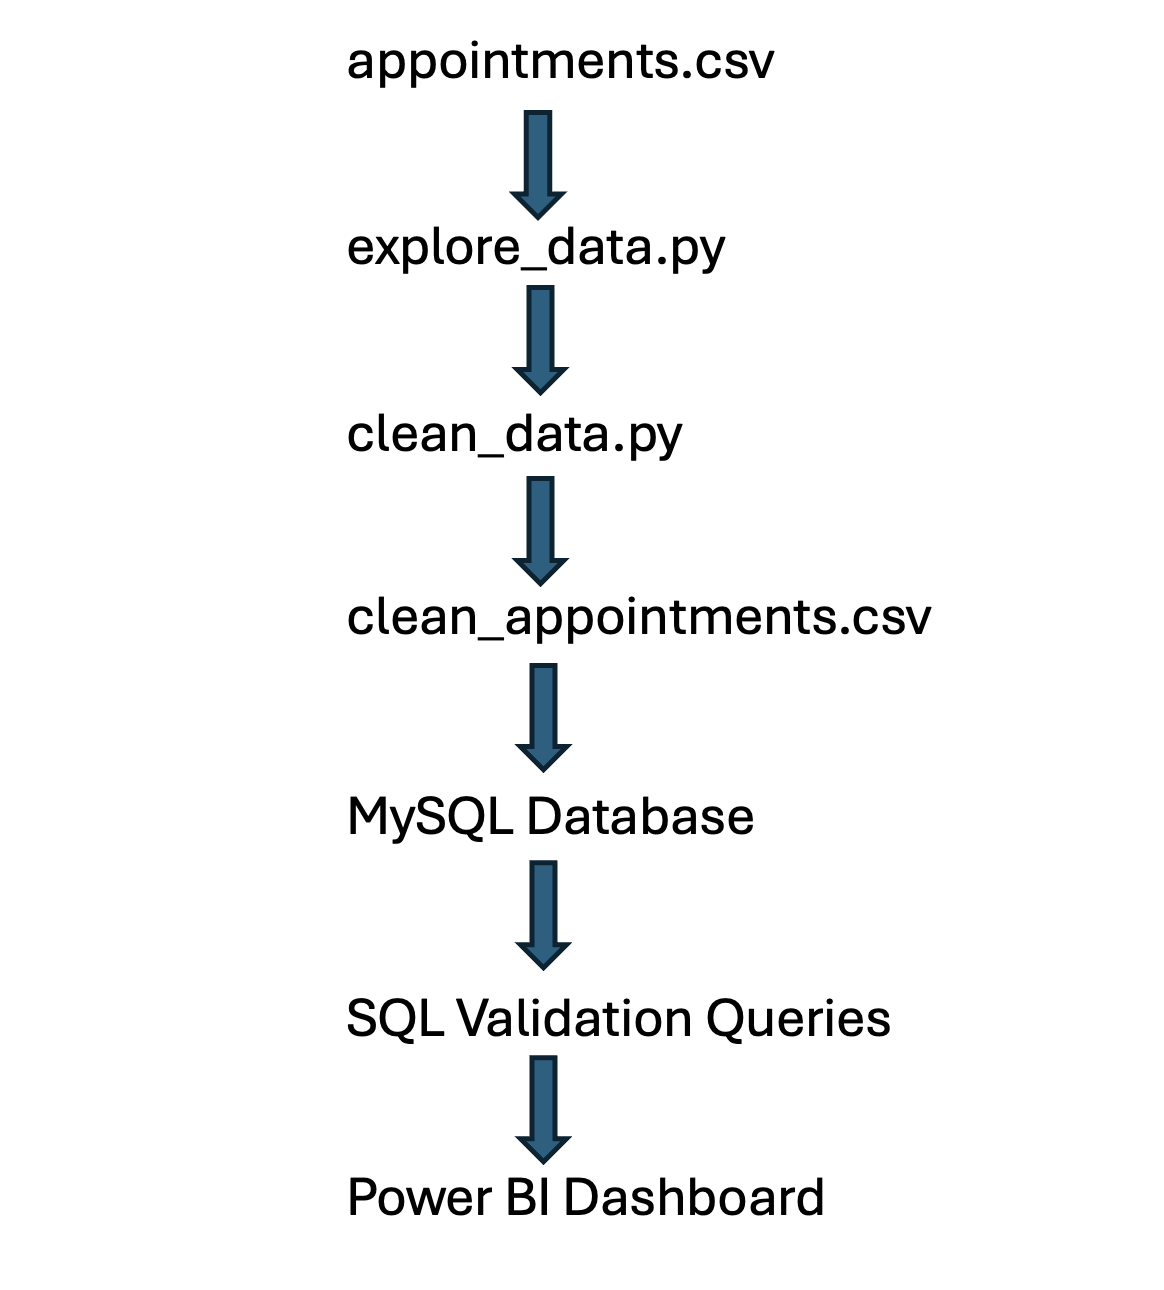 appointments.csv
explore_data.py
clean_data.py
clean_appointments.csv
MySQL Database
SQL Validation Queries
Power BI Dashboard